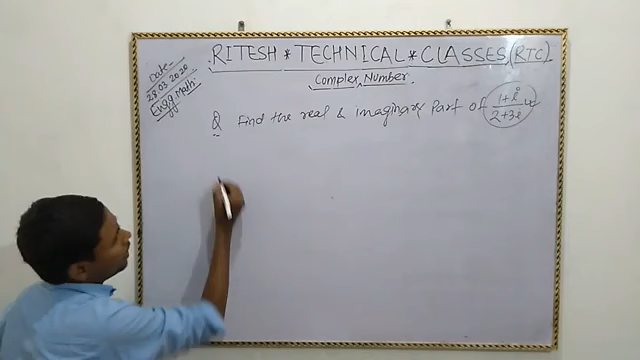 RITESH * TECHNICAL * CLASSES, (RTC).
Complex Number
Date-
28.03.2020
Engg. Math.
Q Find the real & imaginary Part of 1+i/2+3i